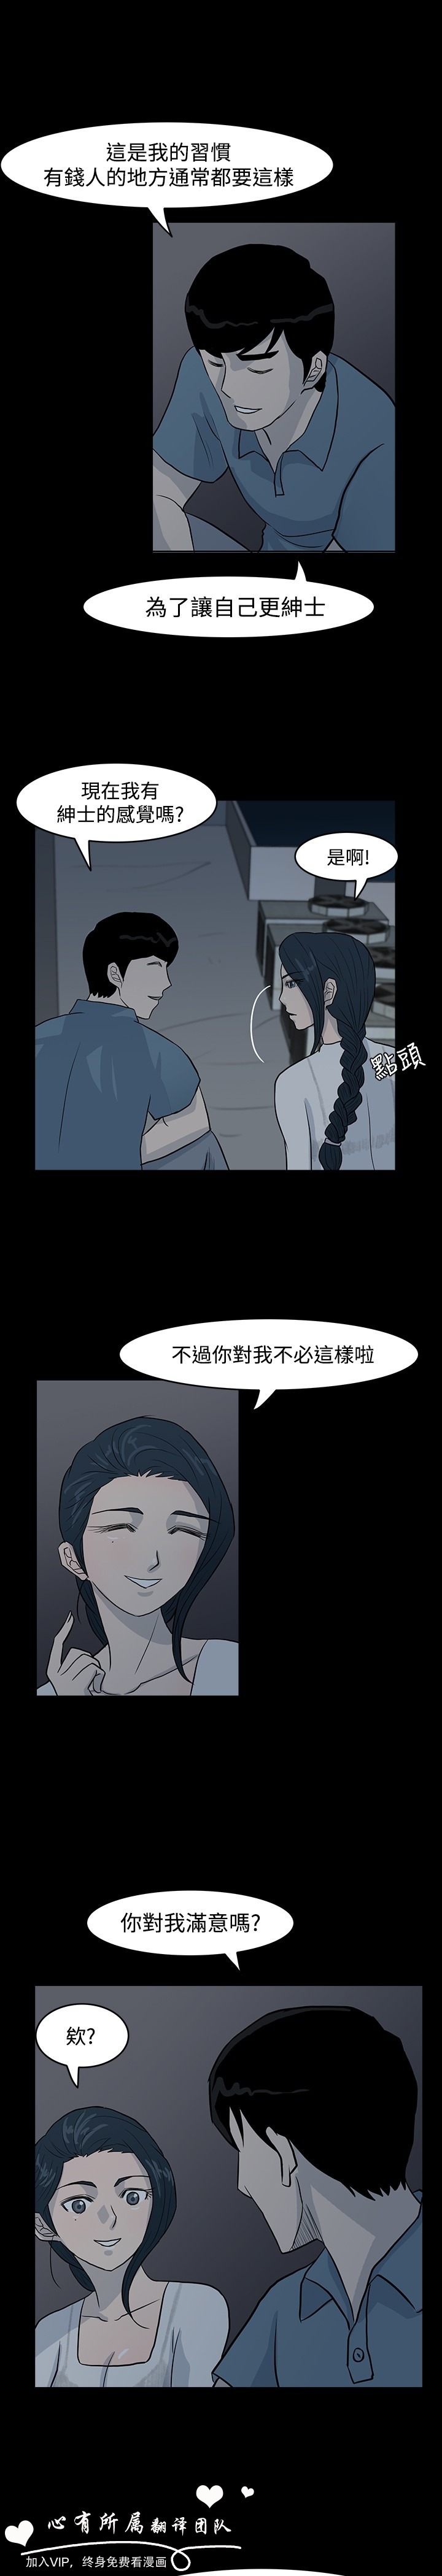 這是我的習慣
有錢人的地方通常都要這樣
為了讓自己更紳士
現在我有
紳士的感覺嗎?
是啊!
點頭
不過你對我不必這樣啦
你對我滿意嗎?
欸?
心有所属翻译团队
加入VIP，终身免费看漫画